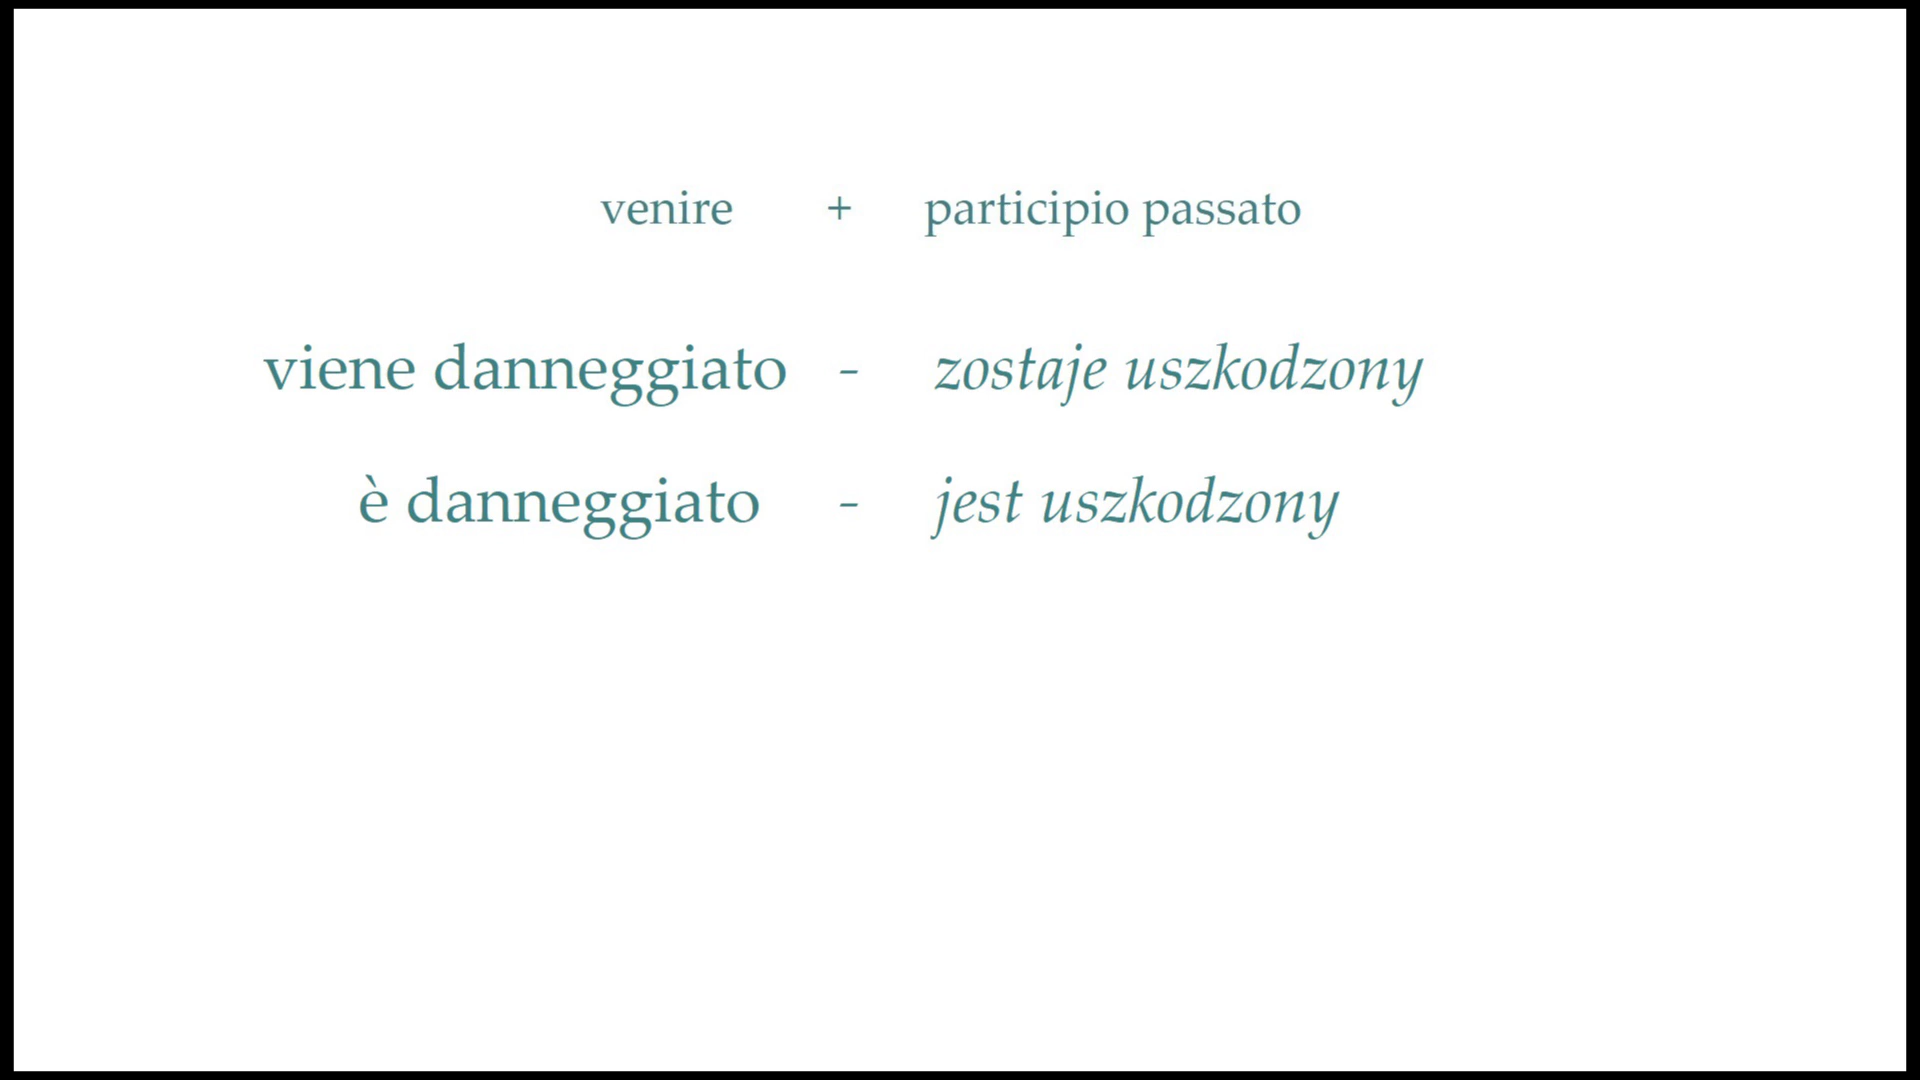 venire + participio passato
viene danneggiato - zostaje uszkodzony
è danneggiato - jest uszkodzony